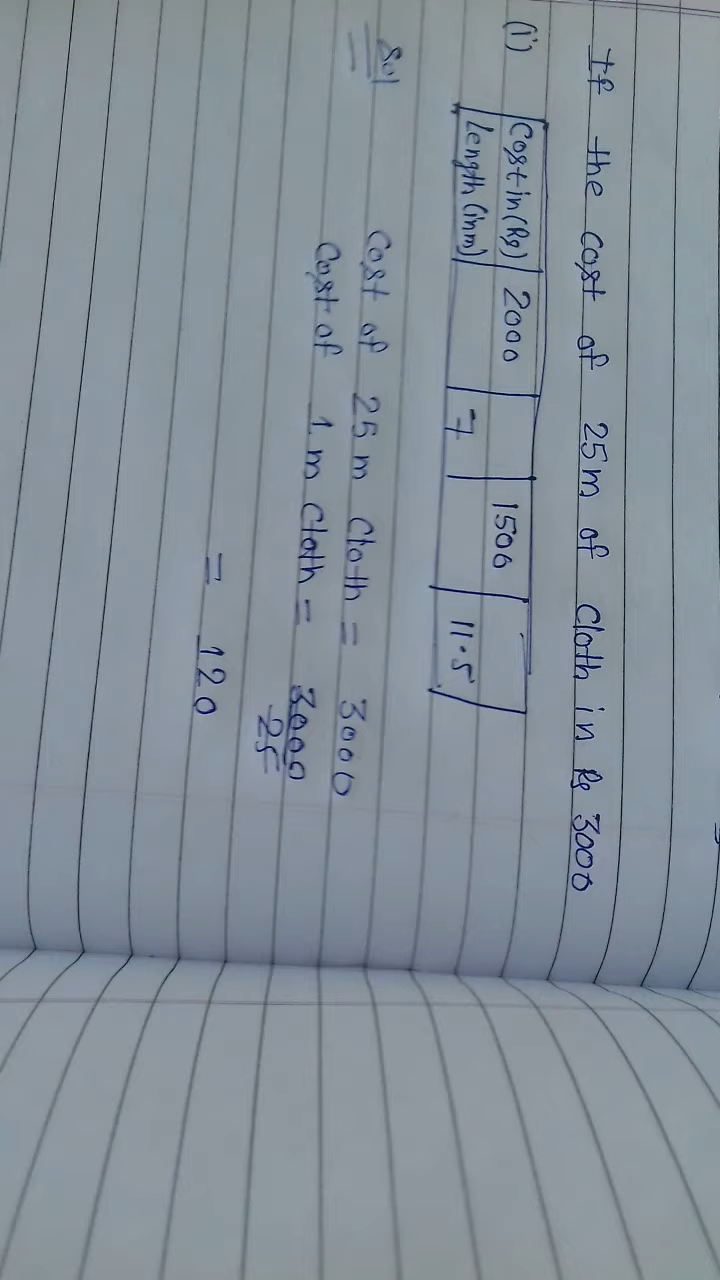 If the cost of 25m of cloth in Rs 3000
(i) Cost in (Rs) 2000 1500
Length (in m) 7 11.5
Sol
Cost of 25 m cloth = 3000
Cost of 1 m cloth = 3000
25
= 120